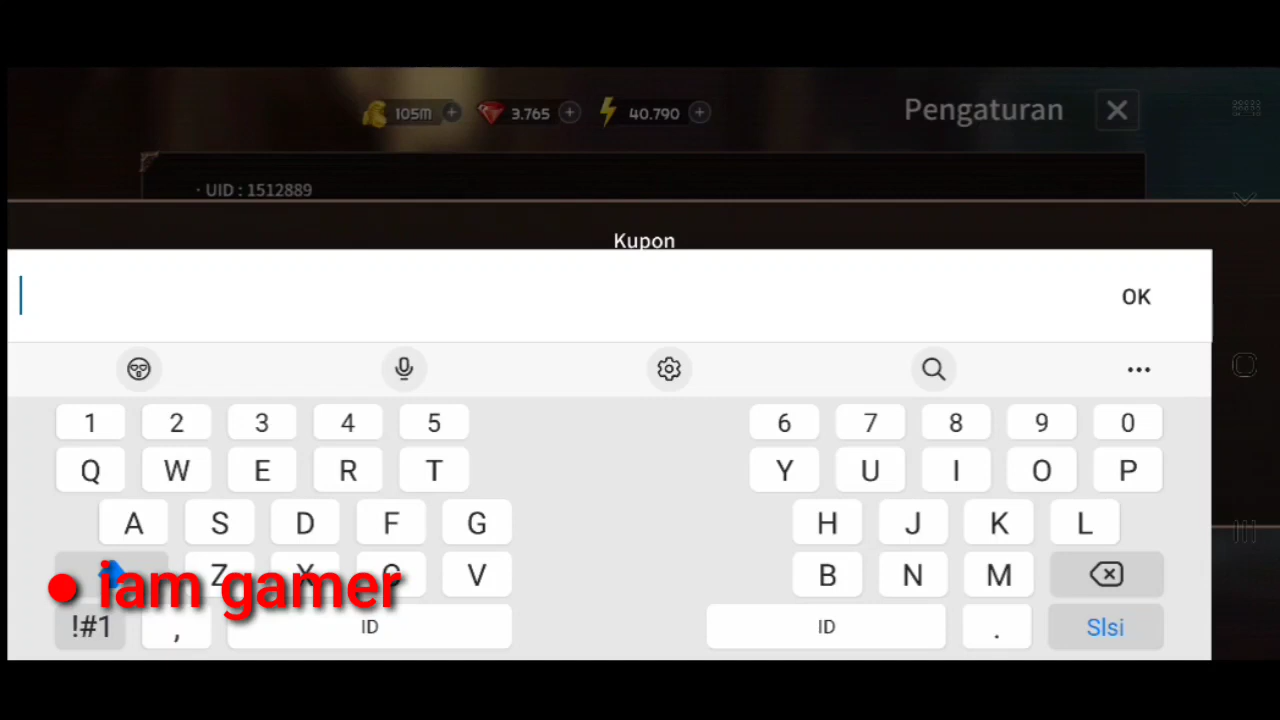 105M + 3.765 + 40.790 + Pengaturan X
· UID : 1512889
Kupon
OK
1 2 3 4 5 6 7 8 9 0
Q W E R T Y U I O P
A S D F G H J K L
Z X C V B N M
• iam gamer
!#1 , ID ID . Slsi